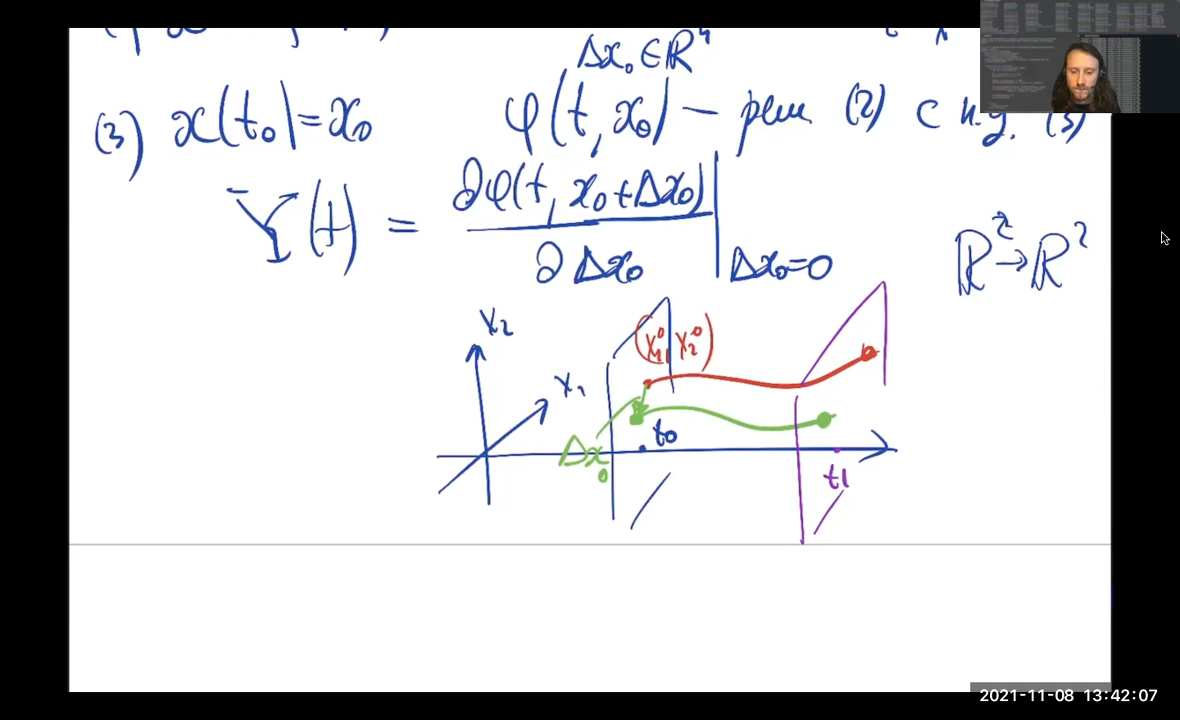 Δx₀ ∈ ℝⁿ
(3) x(t₀)=x₀ φ(t, x₀) – реш (2) с н.у. (3)
Y(t) = ∂φ(t, x₀+Δx₀) / ∂Δx₀ | Δx₀=0
ℝ²→ℝ²
x₂
(x₁⁰, x₂⁰)
x₁
t₀
Δx₀
t1
2021-11-08 13:42:07